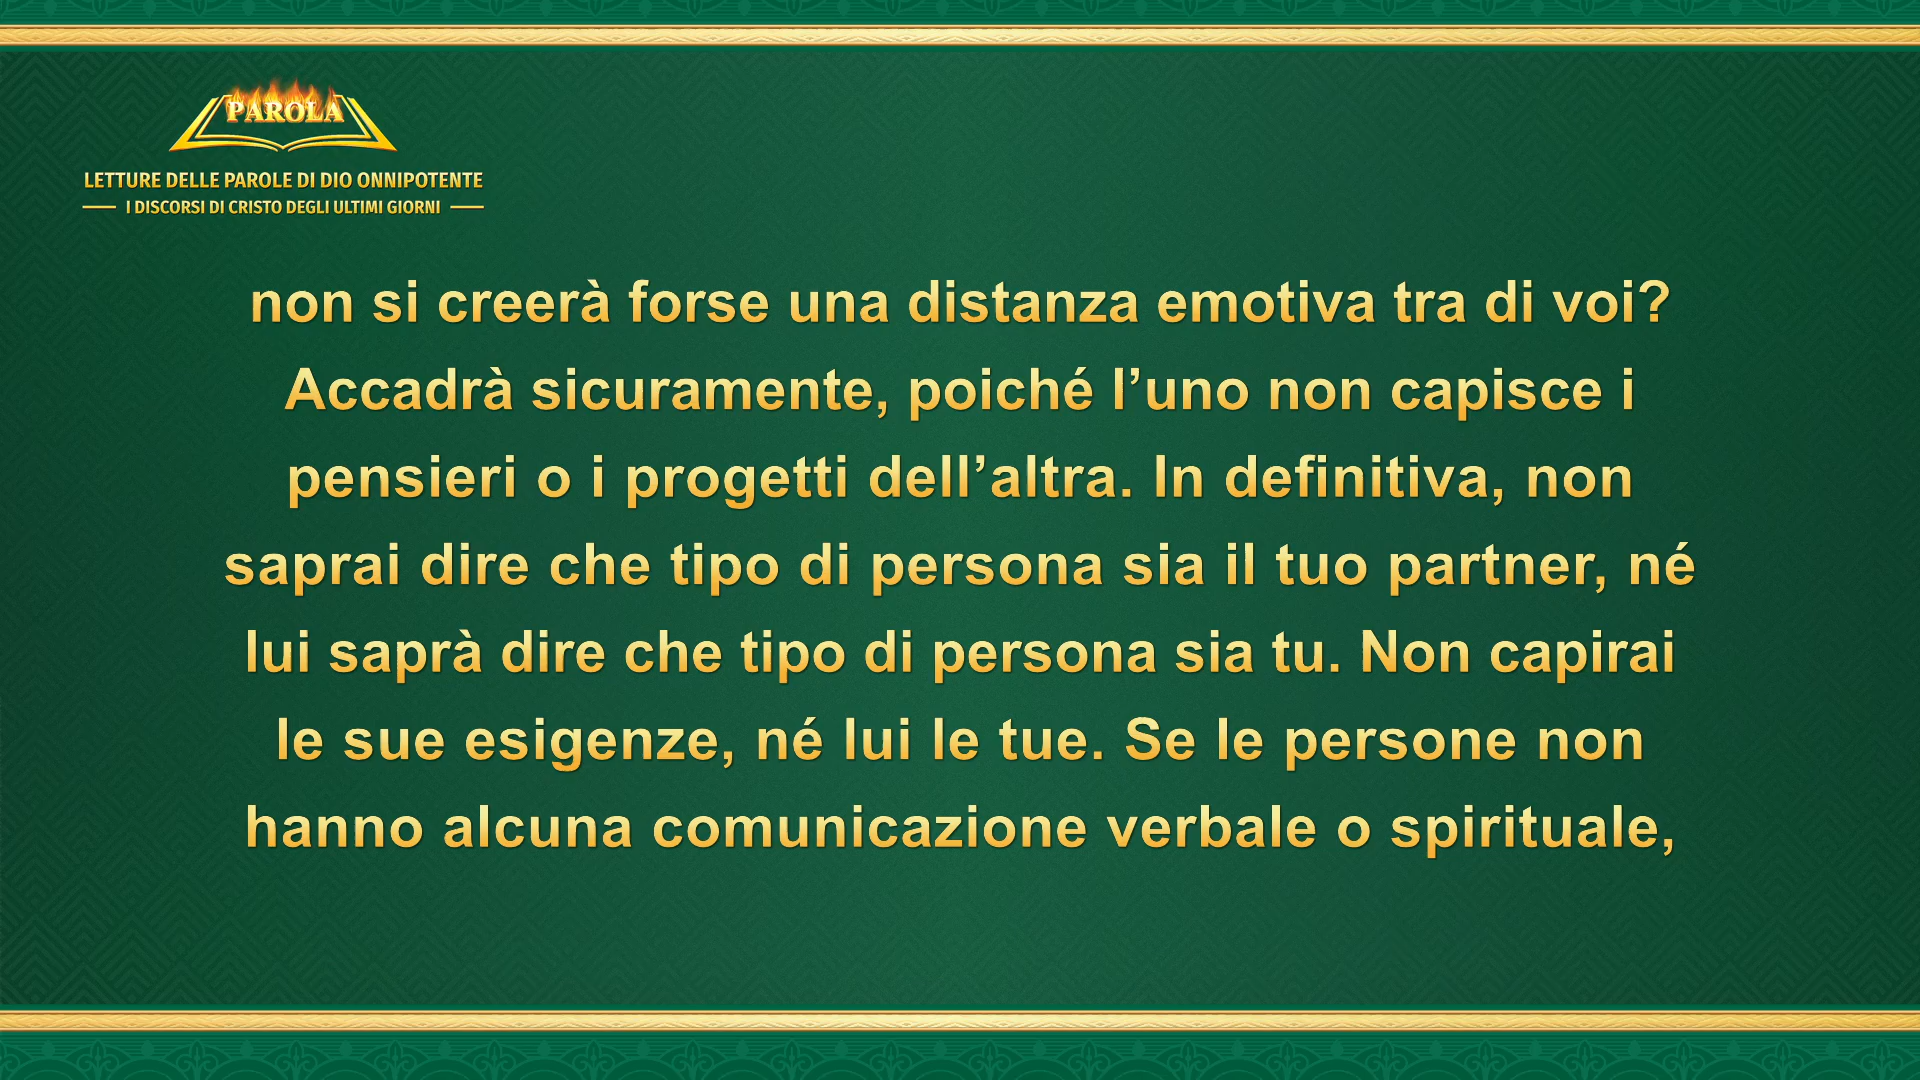 PAROLA
LETTURE DELLE PAROLE DI DIO ONNIPOTENTE
I DISCORSI DI CRISTO DEGLI ULTIMI GIORNI
non si creerà forse una distanza emotiva tra di voi?
Accadrà sicuramente, poiché l’uno non capisce i
pensieri o i progetti dell’altra. In definitiva, non
saprai dire che tipo di persona sia il tuo partner, né
lui saprà dire che tipo di persona sia tu. Non capirai
le sue esigenze, né lui le tue. Se le persone non
hanno alcuna comunicazione verbale o spirituale,